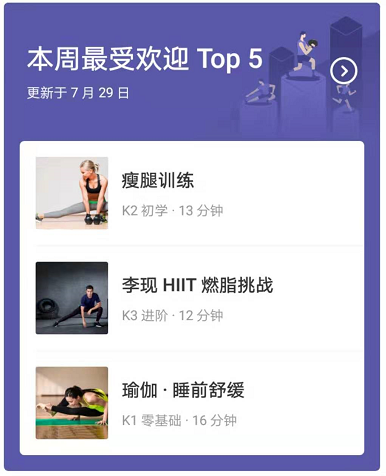 本周最受欢迎 Top 5
更新于 7 月 29 日
瘦腿训练
K2 初学 · 13 分钟
李现 HIIT 燃脂挑战
K3 进阶 · 12 分钟
瑜伽 · 睡前舒缓
K1 零基础 · 16 分钟